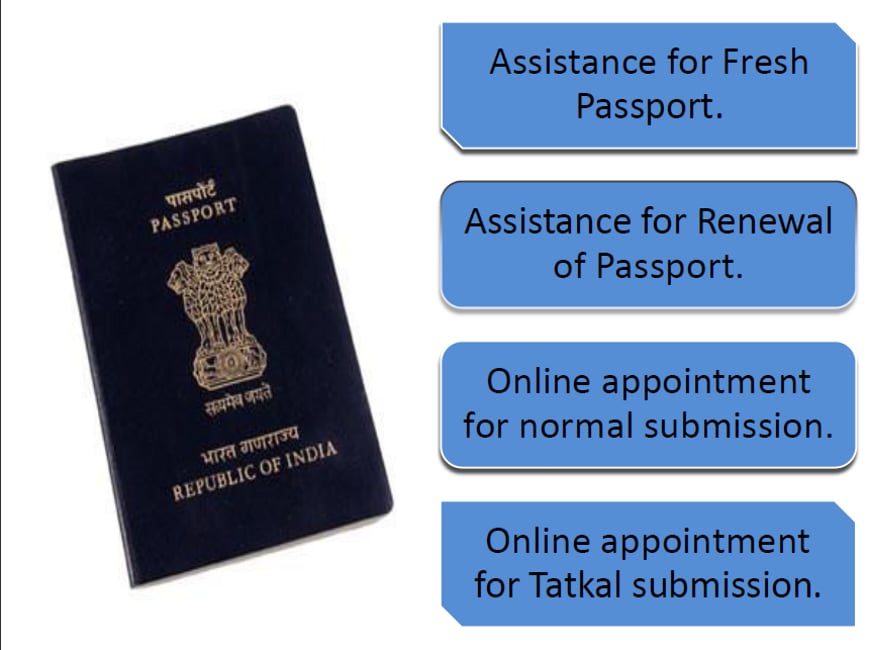 पासपोर्ट
PASSPORT
सत्यमेव जयते
भारत गणराज्य
REPUBLIC OF INDIA
Assistance for Fresh
Passport.
Assistance for Renewal
of Passport.
Online appointment
for normal submission.
Online appointment
for Tatkal submission.